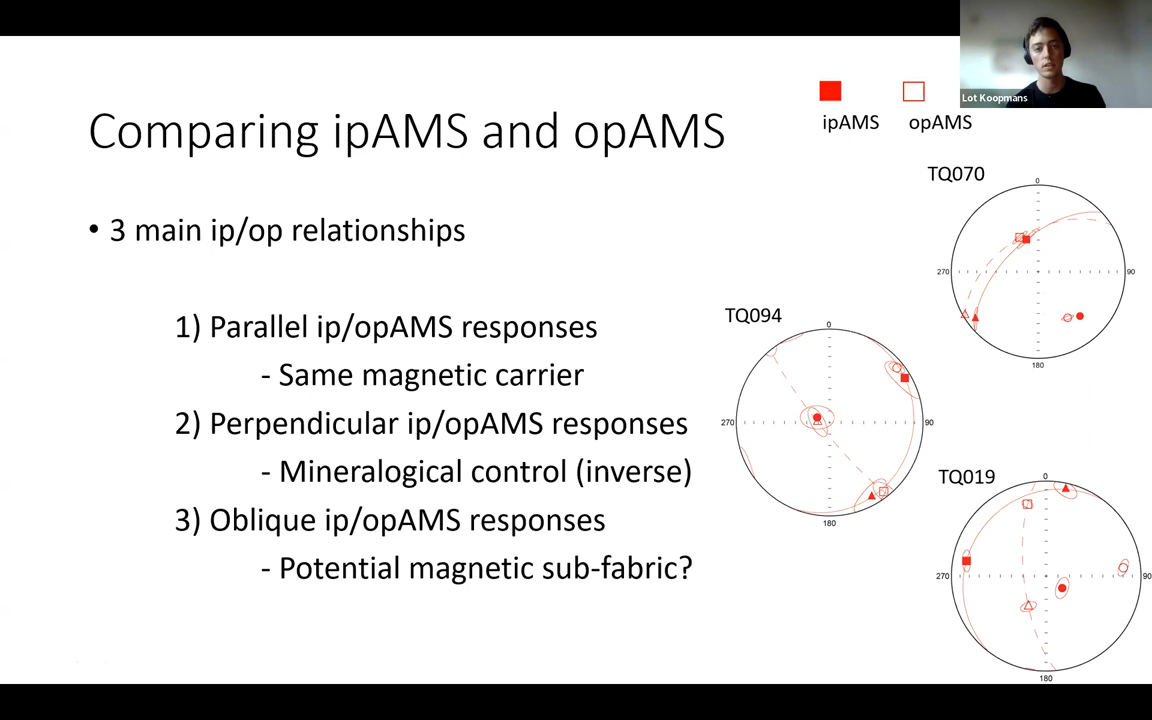 Lot Koopmans
ipAMS opAMS
Comparing ipAMS and opAMS
• 3 main ip/op relationships
1) Parallel ip/opAMS responses
- Same magnetic carrier
2) Perpendicular ip/opAMS responses
- Mineralogical control (inverse)
3) Oblique ip/opAMS responses
- Potential magnetic sub-fabric?
TQ070
0
270 90
180
TQ094
0
270 90
180
TQ019
0
270 90
180